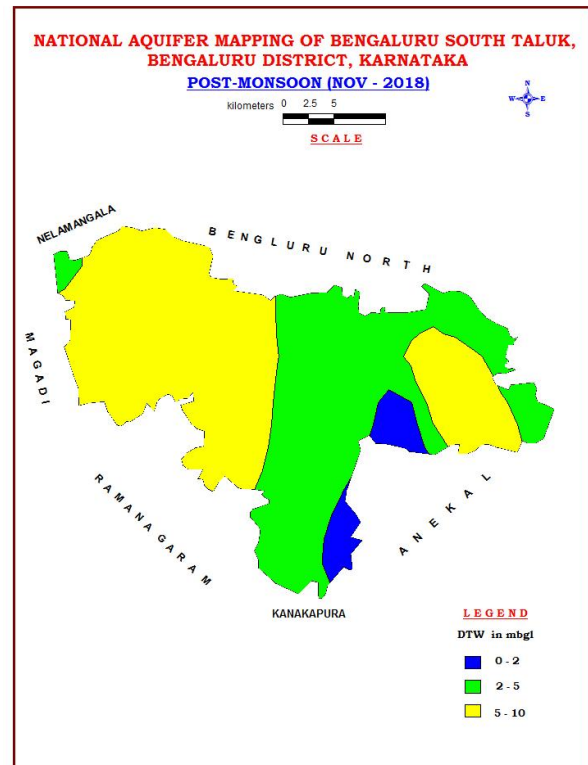 NATIONAL AQUIFER MAPPING OF BENGALURU SOUTH TALUK,
BENGALURU DISTRICT, KARNATAKA
POST-MONSOON (NOV - 2018)
kilometers 0 2.5 5
SCALE
N
W E
S
NELAMANGALA
BENGLURU NORTH
MAGADI
RAMANAGARAM
ANEKAL
KANAKAPURA
LEGEND
DTW in mbgl
0 - 2
2 - 5
5 - 10